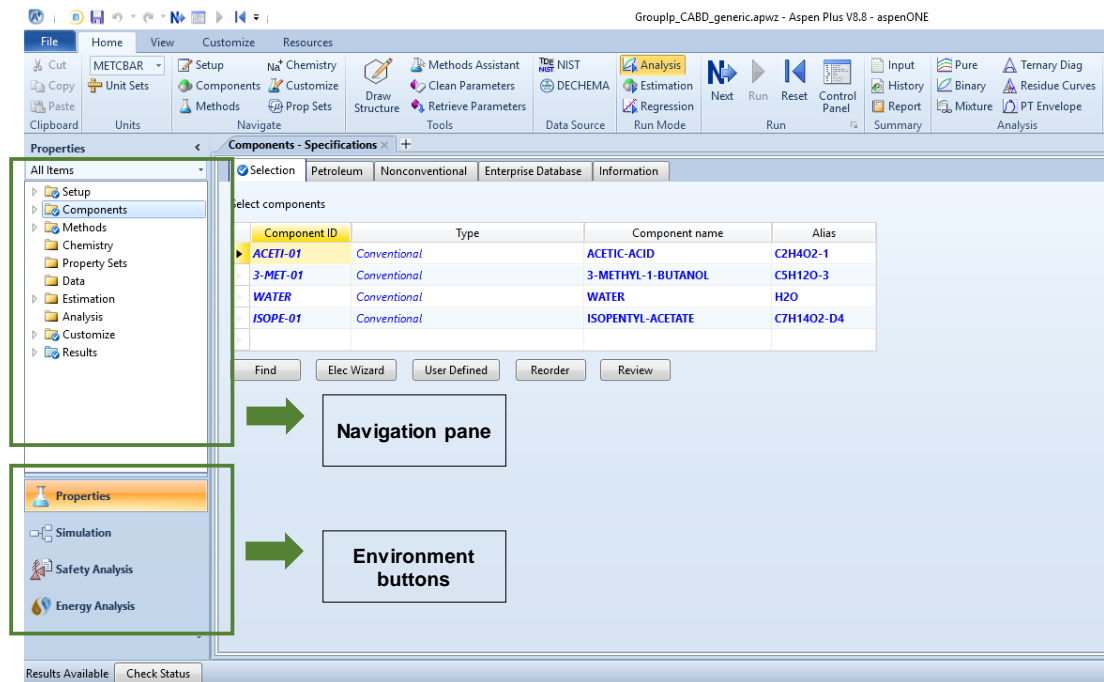 GroupIp_CABD_generic.apwz - Aspen Plus V8.8 - aspenONE
File Home View Customize Resources
Cut METCBAR Setup Na+ Chemistry Methods Assistant NIST Analysis Input Pure Ternary Diag
Copy Unit Sets Components Customize Clean Parameters DECHEMA Estimation History Binary Residue Curves
Paste Methods Prop Sets Draw Structure Retrieve Parameters Regression Next Run Reset Control Panel Report Mixture PT Envelope
Clipboard Units Navigate Tools Data Source Run Mode Run Summary Analysis
Properties Components - Specifications
All Items Selection Petroleum Nonconventional Enterprise Database Information
Setup
Components
Methods
Chemistry
Property Sets
Data
Estimation
Analysis
Customize
Results
Select components
Component ID Type Component name Alias
ACETI-01 Conventional ACETIC-ACID C2H4O2-1
3-MET-01 Conventional 3-METHYL-1-BUTANOL C5H12O-3
WATER Conventional WATER H2O
ISOPE-01 Conventional ISOPENTYL-ACETATE C7H14O2-D4
Find Elec Wizard User Defined Reorder Review
Navigation pane
Properties
Simulation
Safety Analysis
Energy Analysis
Environment
buttons
Results Available Check Status